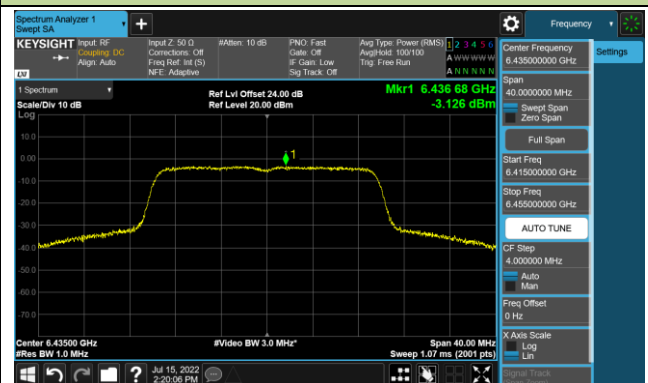 Spectrum Analyzer 1
Swept SA
Frequency
KEYSIGHT
Input: RF
Coupling: DC
Align: Auto
Input Z: 50 Ω
Corrections: Off
Freq Ref: Int (S)
NFE: Adaptive
#Atten: 10 dB
PNO: Fast
Gate: Off
IF Gain: Low
Sig Track: Off
Avg Type: Power (RMS)
Avg|Hold: 100/100
Trig: Free Run
1 2 3 4 5 6
A W W W W W
A N N N N N
LXI
1 Spectrum
Scale/Div 10 dB
Log
Ref Lvl Offset 24.00 dB
Ref Level 20.00 dBm
Mkr1 6.436 68 GHz
-3.126 dBm
1
10.0
0.00
-10.0
-20.0
-30.0
-40.0
-50.0
-60.0
-70.0
Center 6.43500 GHz
#Res BW 1.0 MHz
#Video BW 3.0 MHz*
Span 40.00 MHz
Sweep 1.07 ms (2001 pts)
Jul 15, 2022
2:20:06 PM
Center Frequency
6.435000000 GHz
Span
40.0000000 MHz
Swept Span
Zero Span
Full Span
Start Freq
6.415000000 GHz
Stop Freq
6.455000000 GHz
AUTO TUNE
CF Step
4.000000 MHz
Auto
Man
Freq Offset
0 Hz
X Axis Scale
Log
Lin
Signal Track
Settings